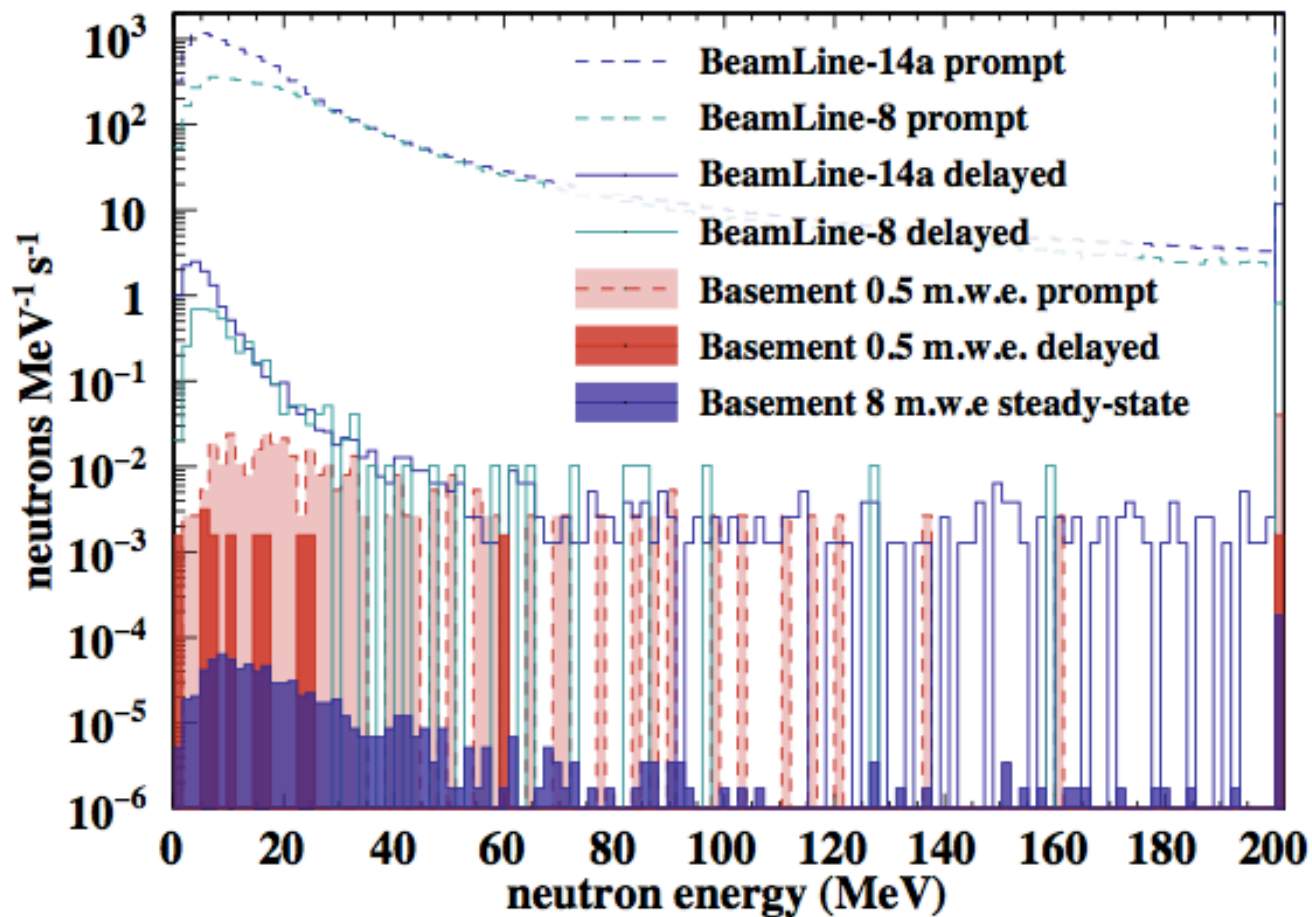 10³
10²
10
1
10⁻¹
10⁻²
10⁻³
10⁻⁴
10⁻⁵
10⁻⁶
neutrons MeV⁻¹ s⁻¹
BeamLine-14a prompt
BeamLine-8 prompt
BeamLine-14a delayed
BeamLine-8 delayed
Basement 0.5 m.w.e. prompt
Basement 0.5 m.w.e. delayed
Basement 8 m.w.e steady-state
0 20 40 60 80 100 120 140 160 180 200
neutron energy (MeV)